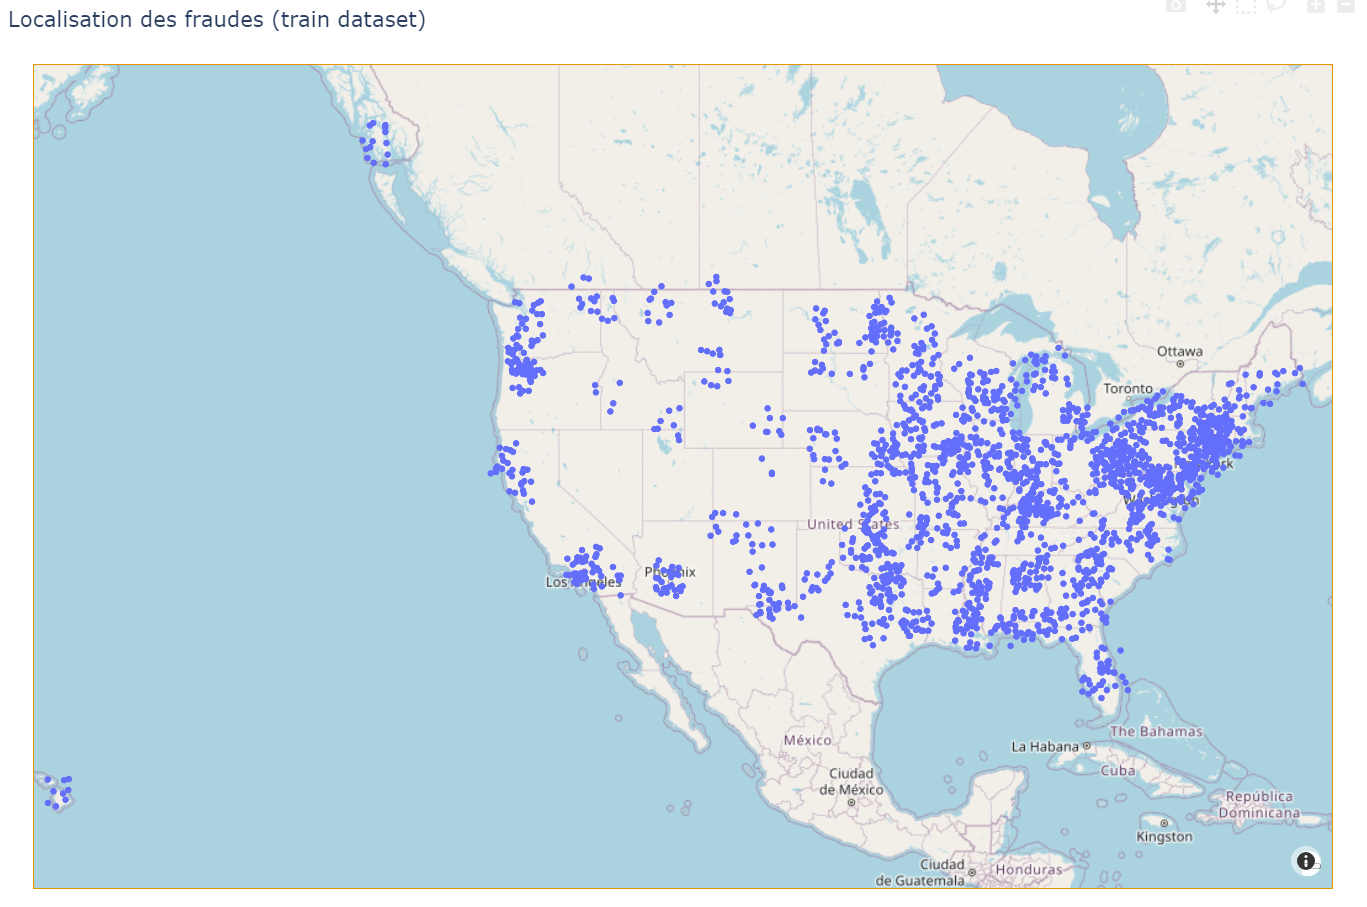 Localisation des fraudes (train dataset)
Ottawa
Toronto
United States
Los Angeles
México
La Habana
The Bahamas
Ciudad
de México
Cuba
República
Dominicana
Kingston
Ciudad
de Guatemala
Honduras